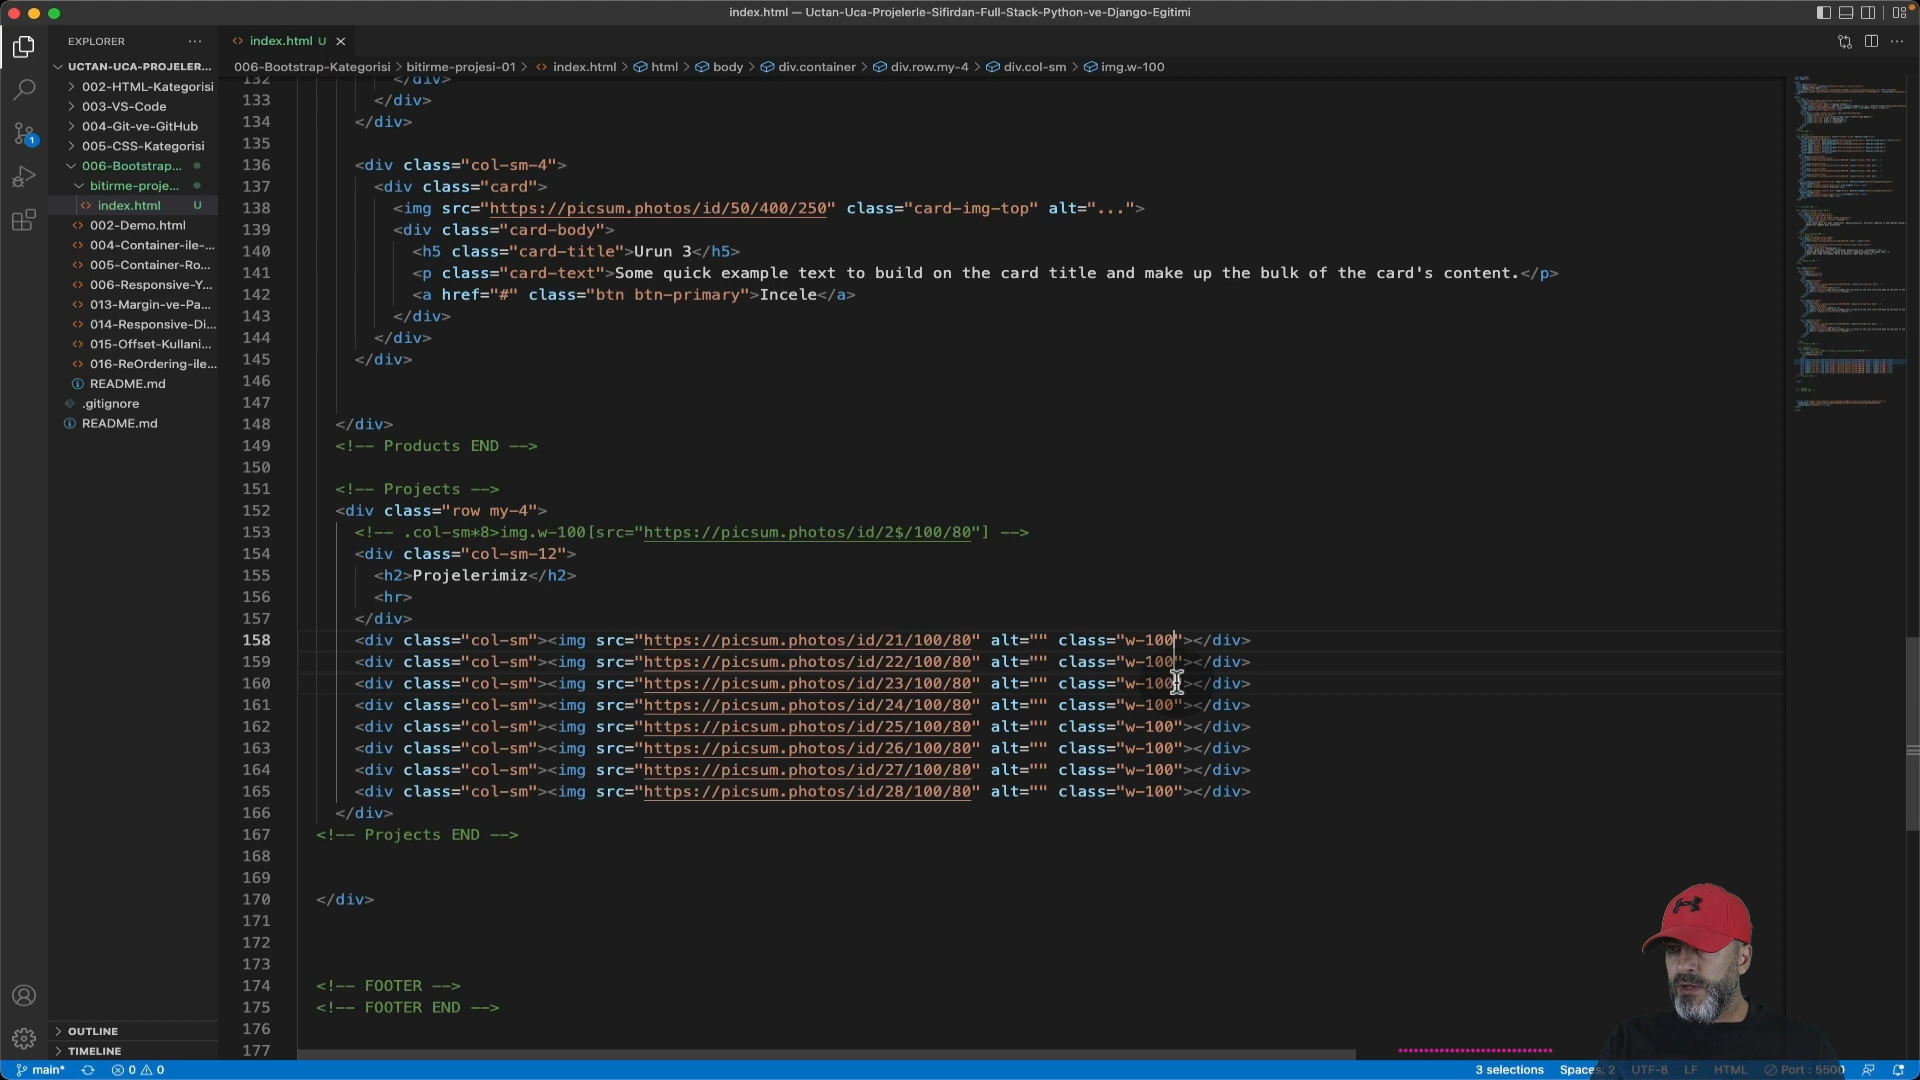 index.html — Uctan-Uca-Projelerle-Sifirdan-Full-Stack-Python-ve-Django-Egitimi
EXPLORER
index.html U
UCTAN-UCA-PROJELER...
002-HTML-Kategorisi
003-VS-Code
004-Git-ve-GitHub
005-CSS-Kategorisi
006-Bootstrap...
bitirme-proje...
index.html U
002-Demo.html
004-Container-ile-...
005-Container-Ro...
006-Responsive-Y...
013-Margin-ve-Pa...
014-Responsive-Di...
015-Offset-Kullani...
016-ReOrdering-ile...
README.md
.gitignore
README.md
OUTLINE
TIMELINE
1
006-Bootstrap-Kategorisi > bitirme-projesi-01 > index.html > html > body > div.container > div.row.my-4 > div.col-sm > img.w-100
132 </div>
133 </div>
134 </div>
135
136 <div class="col-sm-4">
137 <div class="card">
138 <img src="https://picsum.photos/id/50/400/250" class="card-img-top" alt="...">
139 <div class="card-body">
140 <h5 class="card-title">Urun 3</h5>
141 <p class="card-text">Some quick example text to build on the card title and make up the bulk of the card's content.</p>
142 <a href="#" class="btn btn-primary">Incele</a>
143 </div>
144 </div>
145 </div>
146
147
148 </div>
149 <!-- Products END -->
150
151 <!-- Projects -->
152 <div class="row my-4">
153 <!-- .col-sm*8>img.w-100[src="https://picsum.photos/id/2$/100/80"] -->
154 <div class="col-sm-12">
155 <h2>Projelerimiz</h2>
156 <hr>
157 </div>
158 <div class="col-sm"><img src="https://picsum.photos/id/21/100/80" alt="" class="w-100"></div>
159 <div class="col-sm"><img src="https://picsum.photos/id/22/100/80" alt="" class="w-100"></div>
160 <div class="col-sm"><img src="https://picsum.photos/id/23/100/80" alt="" class="w-100"></div>
161 <div class="col-sm"><img src="https://picsum.photos/id/24/100/80" alt="" class="w-100"></div>
162 <div class="col-sm"><img src="https://picsum.photos/id/25/100/80" alt="" class="w-100"></div>
163 <div class="col-sm"><img src="https://picsum.photos/id/26/100/80" alt="" class="w-100"></div>
164 <div class="col-sm"><img src="https://picsum.photos/id/27/100/80" alt="" class="w-100"></div>
165 <div class="col-sm"><img src="https://picsum.photos/id/28/100/80" alt="" class="w-100"></div>
166 </div>
167 <!-- Projects END -->
168
169
170 </div>
171
172
173
174 <!-- FOOTER -->
175 <!-- FOOTER END -->
176
177
main* 0 0 3 selections Spaces: 2 UTF-8 LF HTML Port : 5500